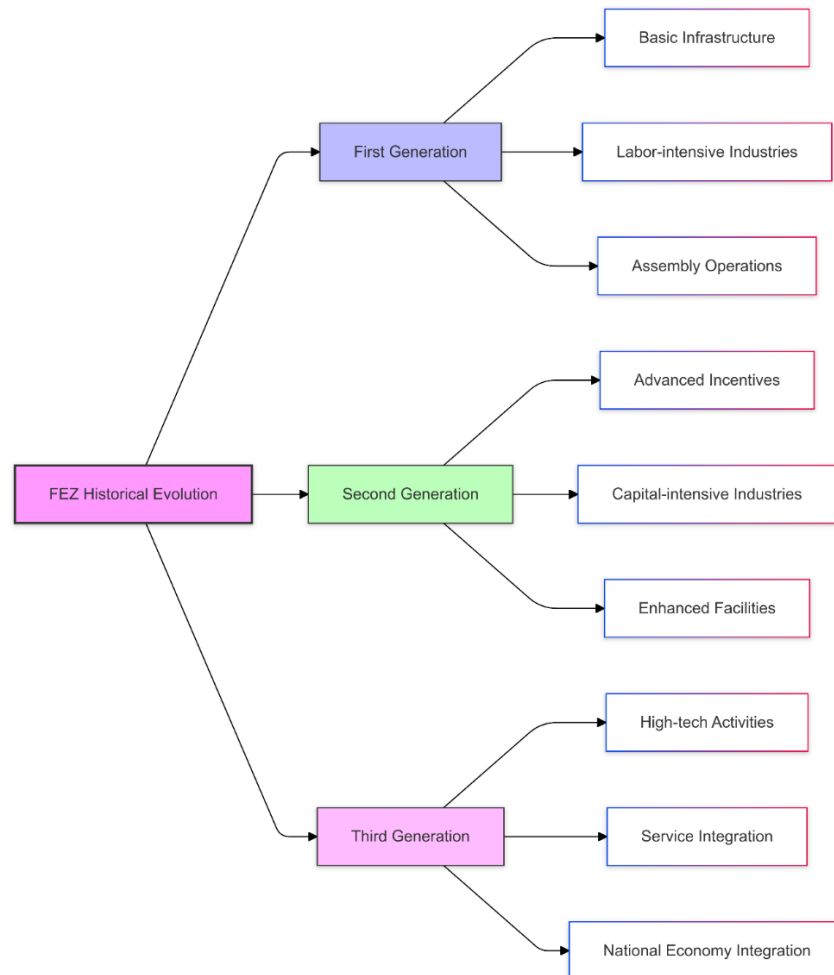 FEZ Historical Evolution
First Generation
Basic Infrastructure
Labor-intensive Industries
Assembly Operations
Second Generation
Advanced Incentives
Capital-intensive Industries
Enhanced Facilities
Third Generation
High-tech Activities
Service Integration
National Economy Integration